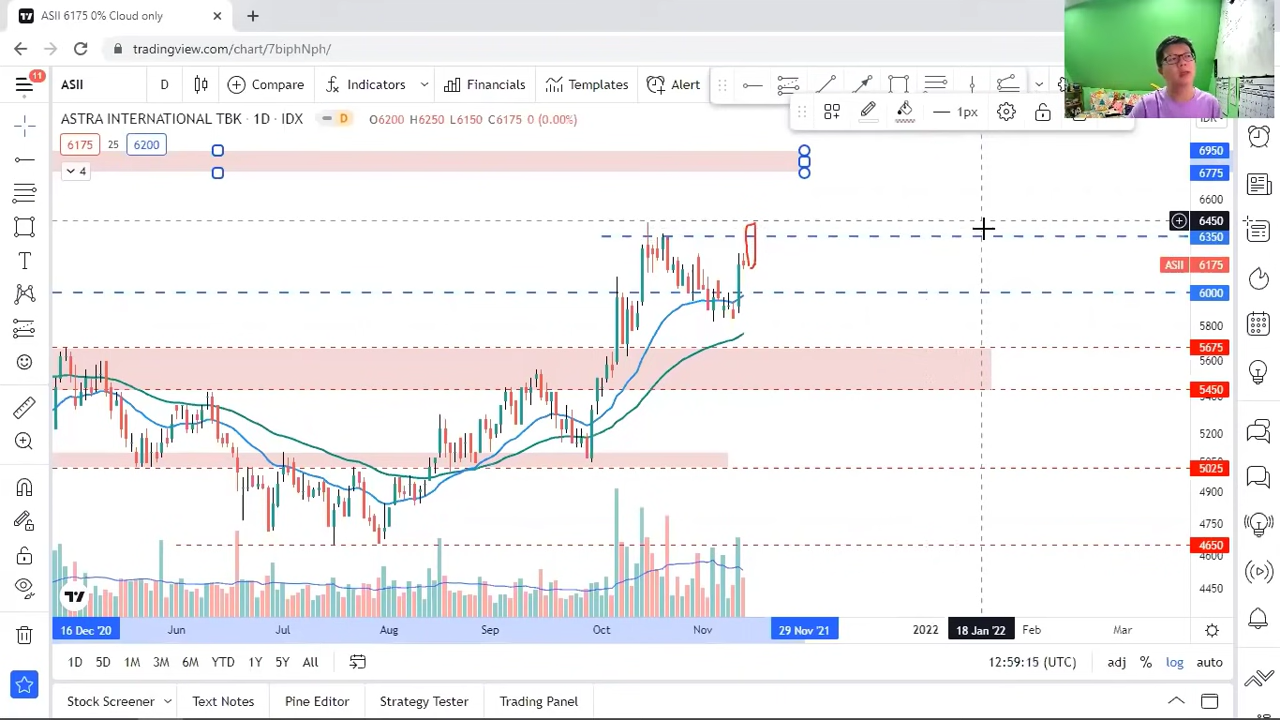 ASII 6175 0% Cloud only
tradingview.com/chart/7biphNph/
11
ASII
D
Compare
Indicators
Financials
Templates
Alert
1px
ASTRA INTERNATIONAL TBK · 1D · IDX
D
O6200 H6250 L6150 C6175 0 (0.00%)
6175
25
6200
4
6950
6775
6600
6450
6350
ASII 6175
6000
5800
5675
5600
5450
5200
5025
4900
4750
4650
4600
4450
16 Dec '20
Jun
Jul
Aug
Sep
Oct
Nov
29 Nov '21
2022
18 Jan '22
Feb
Mar
1D
5D
1M
3M
6M
YTD
1Y
5Y
All
12:59:15 (UTC)
adj
%
log
auto
Stock Screener
Text Notes
Pine Editor
Strategy Tester
Trading Panel